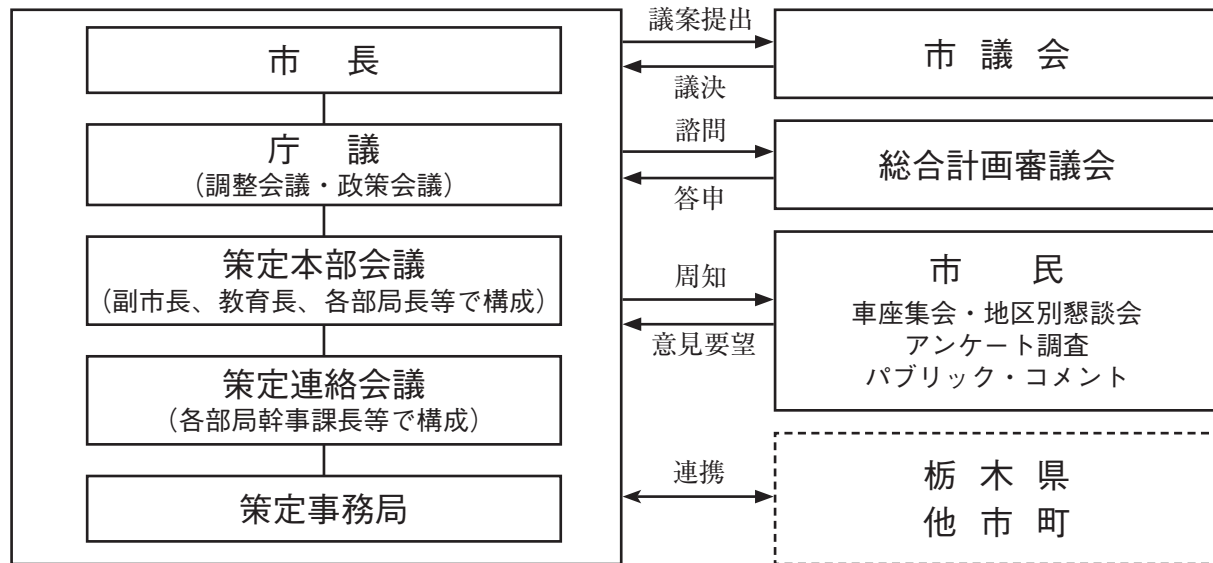 市　長
庁　議
（調整会議・政策会議）
策定本部会議
（副市長、教育長、各部局長等で構成）
策定連絡会議
（各部局幹事課長等で構成）
策定事務局
議案提出
議決
諮問
答申
周知
意見要望
連携
市 議 会
総合計画審議会
市　民
車座集会・地区別懇談会
アンケート調査
パブリック・コメント
栃 木 県
他 市 町